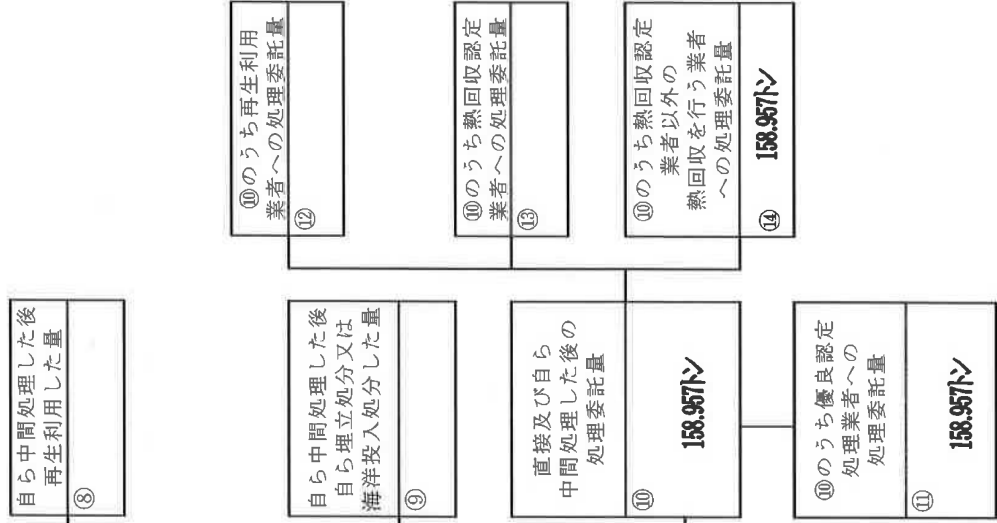 自ら中間処理した後
再生利用した量
⑧
自ら中間処理した後
自ら埋立処分又は
海洋投入処分した量
⑨
直接及び自ら
中間処理した後の
処理委託量
⑩
158.957トン
⑩のうち優良認定
処理業者への
処理委託量
⑪
158.957トン
⑩のうち再生利用
業者への処理委託量
⑫
⑩のうち熱回収認定
業者への処理委託量
⑬
⑩のうち熱回収認定
業者以外の
熱回収を行う業者
への処理委託量
⑭
158.957トン